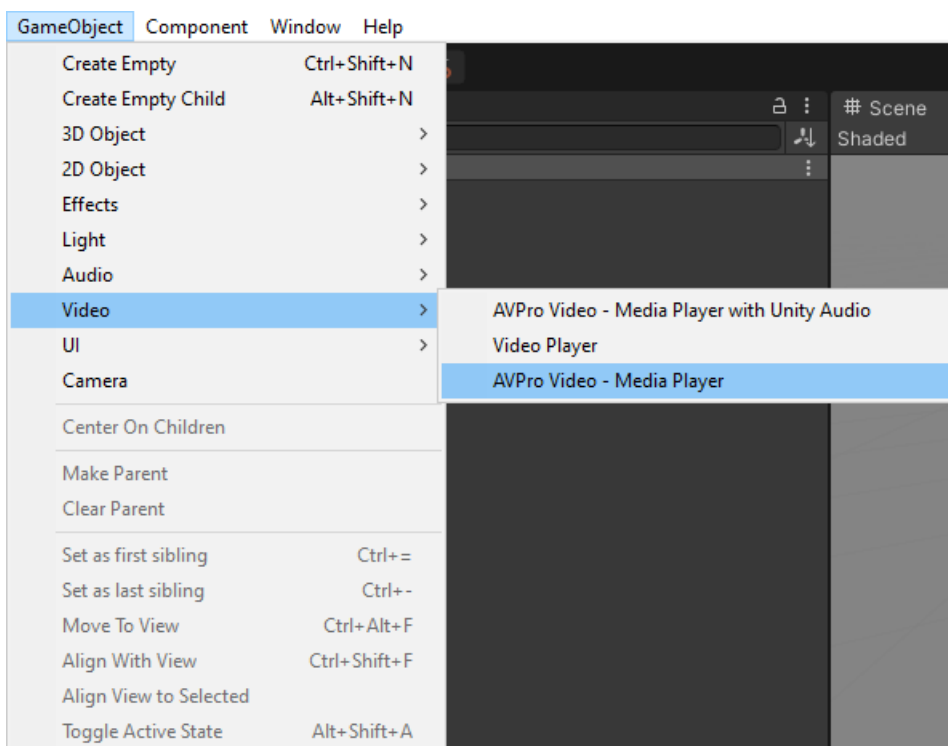 GameObject Component Window Help
Create Empty Ctrl+Shift+N
Create Empty Child Alt+Shift+N
3D Object
2D Object
Effects
Light
Audio
Video
UI
Camera
Center On Children
Make Parent
Clear Parent
Set as first sibling Ctrl+=
Set as last sibling Ctrl+-
Move To View Ctrl+Alt+F
Align With View Ctrl+Shift+F
Align View to Selected
Toggle Active State Alt+Shift+A
AVPro Video - Media Player with Unity Audio
Video Player
AVPro Video - Media Player
# Scene
Shaded